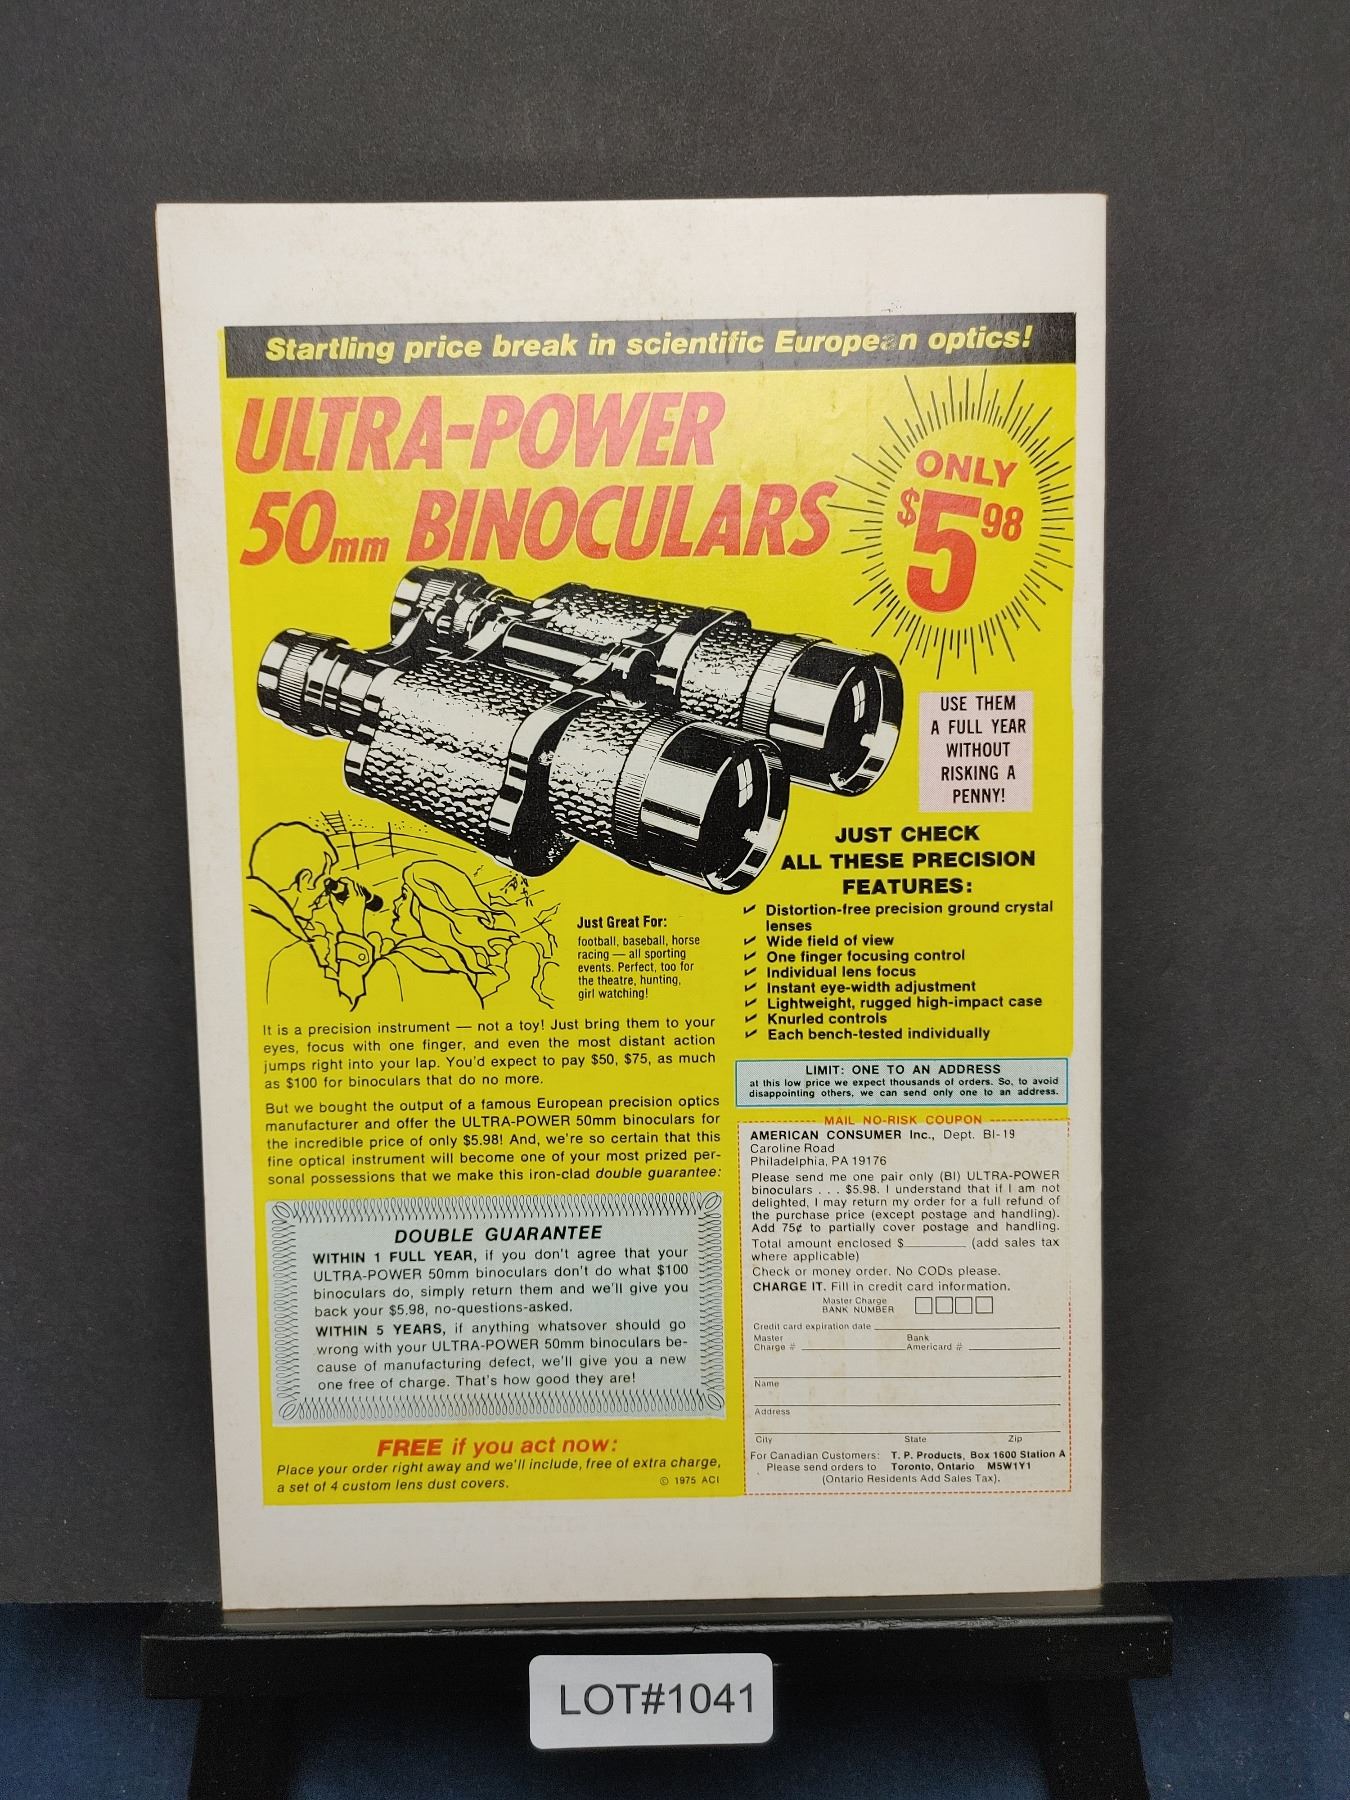 Startling price break in scientific European optics!
ULTRA-POWER
50mm BINOCULARS
ONLY
$5 98
USE THEM
A FULL YEAR
WITHOUT
RISKING A
PENNY!
JUST CHECK
ALL THESE PRECISION
FEATURES:
✓ Distortion-free precision ground crystal
lenses
✓ Wide field of view
✓ One finger focusing control
✓ Individual lens focus
✓ Instant eye-width adjustment
✓ Lightweight, rugged high-impact case
✓ Knurled controls
✓ Each bench-tested individually
Just Great For:
football, baseball, horse
racing — all sporting
events. Perfect, too for
the theatre, hunting,
girl watching!
It is a precision instrument — not a toy! Just bring them to your
eyes, focus with one finger, and even the most distant action
jumps right into your lap. You'd expect to pay $50, $75, as much
as $100 for binoculars that do no more.
But we bought the output of a famous European precision optics
manufacturer and offer the ULTRA-POWER 50mm binoculars for
the incredible price of only $5.98! And, we're so certain that this
fine optical instrument will become one of your most prized per-
sonal possessions that we make this iron-clad double guarantee:
DOUBLE GUARANTEE
WITHIN 1 FULL YEAR, if you don't agree that your
ULTRA-POWER 50mm binoculars don't do what $100
binoculars do, simply return them and we'll give you
back your $5.98, no-questions-asked.
WITHIN 5 YEARS, if anything whatsover should go
wrong with your ULTRA-POWER 50mm binoculars be-
cause of manufacturing defect, we'll give you a new
one free of charge. That's how good they are!
FREE if you act now:
Place your order right away and we'll include, free of extra charge,
a set of 4 custom lens dust covers.
© 1975 ACI
LIMIT: ONE TO AN ADDRESS
at this low price we expect thousands of orders. So, to avoid
disappointing others, we can send only one to an address.
MAIL NO-RISK COUPON
AMERICAN CONSUMER Inc., Dept. BI-19
Caroline Road
Philadelphia, PA 19176
Please send me one pair only (BI) ULTRA-POWER
binoculars . . . $5.98. I understand that if I am not
delighted, I may return my order for a full refund of
the purchase price (except postage and handling).
Add 75¢ to partially cover postage and handling.
Total amount enclosed $________ (add sales tax
where applicable)
Check or money order. No CODs please.
CHARGE IT. Fill in credit card information.
Master Charge
BANK NUMBER
Credit card expiration date
Master Bank
Charge # Americard #
Name
Address
City State Zip
For Canadian Customers: T. P. Products, Box 1600 Station A
Please send orders to Toronto, Ontario M5W1Y1
(Ontario Residents Add Sales Tax).
LOT#1041